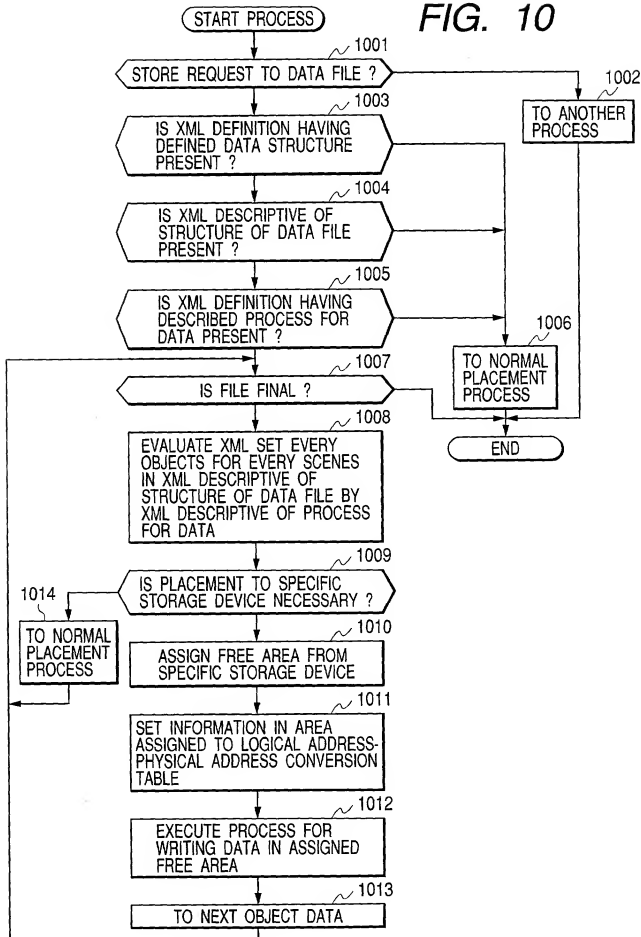 FIG. 10
START PROCESS
1001
STORE REQUEST TO DATA FILE ?
1002
TO ANOTHER
PROCESS
1003
IS XML DEFINITION HAVING
DEFINED DATA STRUCTURE
PRESENT ?
1004
IS XML DESCRIPTIVE OF
STRUCTURE OF DATA FILE
PRESENT ?
1005
IS XML DEFINITION HAVING
DESCRIBED PROCESS FOR
DATA PRESENT ?
1006
TO NORMAL
PLACEMENT
PROCESS
1007
IS FILE FINAL ?
END
1008
EVALUATE XML SET EVERY
OBJECTS FOR EVERY SCENES
IN XML DESCRIPTIVE OF
STRUCTURE OF DATA FILE BY
XML DESCRIPTIVE OF PROCESS
FOR DATA
1009
IS PLACEMENT TO SPECIFIC
STORAGE DEVICE NECESSARY ?
1014
TO NORMAL
PLACEMENT
PROCESS
1010
ASSIGN FREE AREA FROM
SPECIFIC STORAGE DEVICE
1011
SET INFORMATION IN AREA
ASSIGNED TO LOGICAL ADDRESS-
PHYSICAL ADDRESS CONVERSION
TABLE
1012
EXECUTE PROCESS FOR
WRITING DATA IN ASSIGNED
FREE AREA
1013
TO NEXT OBJECT DATA